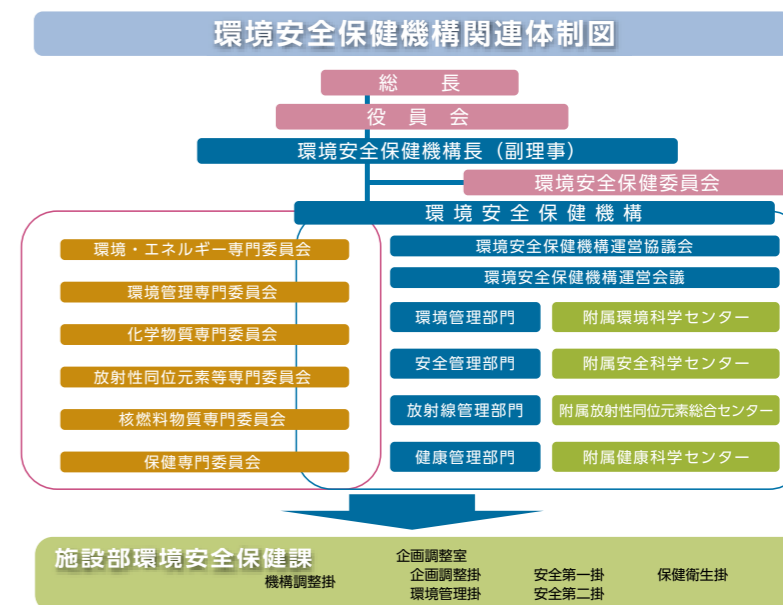 環境安全保健機構関連体制図
総長
役員会
環境安全保健機構長（副理事）
環境安全保健委員会
環境安全保健機構
環境・エネルギー専門委員会
環境管理専門委員会
化学物質専門委員会
放射性同位元素等専門委員会
核燃料物質専門委員会
保健専門委員会
環境安全保健機構運営協議会
環境安全保健機構運営会議
環境管理部門 附属環境科学センター
安全管理部門 附属安全科学センター
放射線管理部門 附属放射性同位元素総合センター
健康管理部門 附属健康科学センター
施設部環境安全保健課
機構調整掛
企画調整室
企画調整掛
環境管理掛
安全第一掛
安全第二掛
保健衛生掛